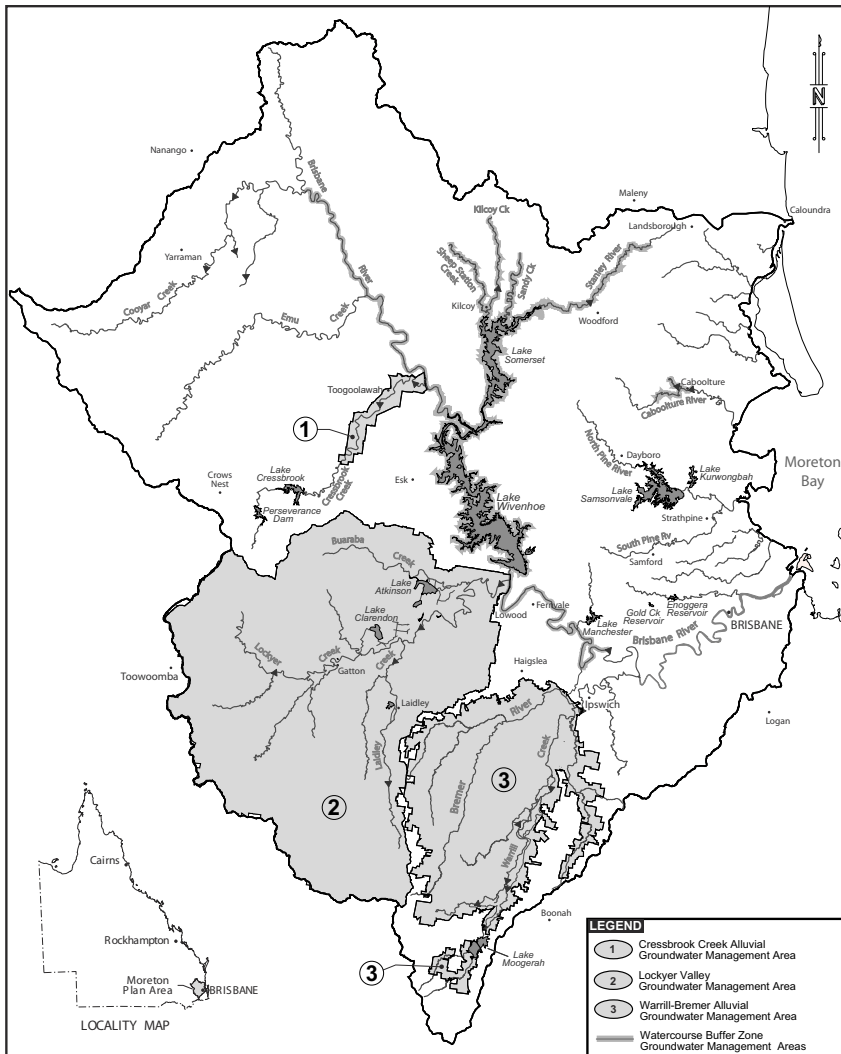 N
Nanango
Brisbane
River
Maleny
Caloundra
Kilcoy Ck
Landsborough
Yarraman
Sheep Station
Creek
Sandy Ck
Stanley River
Cooyar Creek
Kilcoy
Emu Creek
Woodford
Lake
Somerset
Toogoolawah
Caboolture
Caboolture River
1
North Pine River
Dayboro
Lake
Kurwongbah
Moreton
Bay
Crows
Nest
Lake
Cressbrook
Cressbrook
Creek
Esk
Lake
Wivenhoe
Lake
Samsonvale
Perseverance
Dam
Strathpine
South Pine Rv
Samford
Buaraba
Creek
Lake
Atkinson
Lowood
Fernvale
Lake
Manchester
Gold Ck
Reservoir
Enoggera
Reservoir
BRISBANE
Brisbane River
Lake
Clarendon
Lockyer
Creek
Creek
Gatton
Toowoomba
Haigslea
Laidley
Laidley
River
Ipswich
Logan
Bremer
Creek
3
2
Warrill
Boonah
3
Lake
Moogerah
Cairns
Rockhampton
Moreton
Plan Area
BRISBANE
LOCALITY MAP
LEGEND
1 Cressbrook Creek Alluvial
Groundwater Management Area
2 Lockyer Valley
Groundwater Management Area
3 Warrill-Bremer Alluvial
Groundwater Management Area
Watercourse Buffer Zone
Groundwater Management Areas